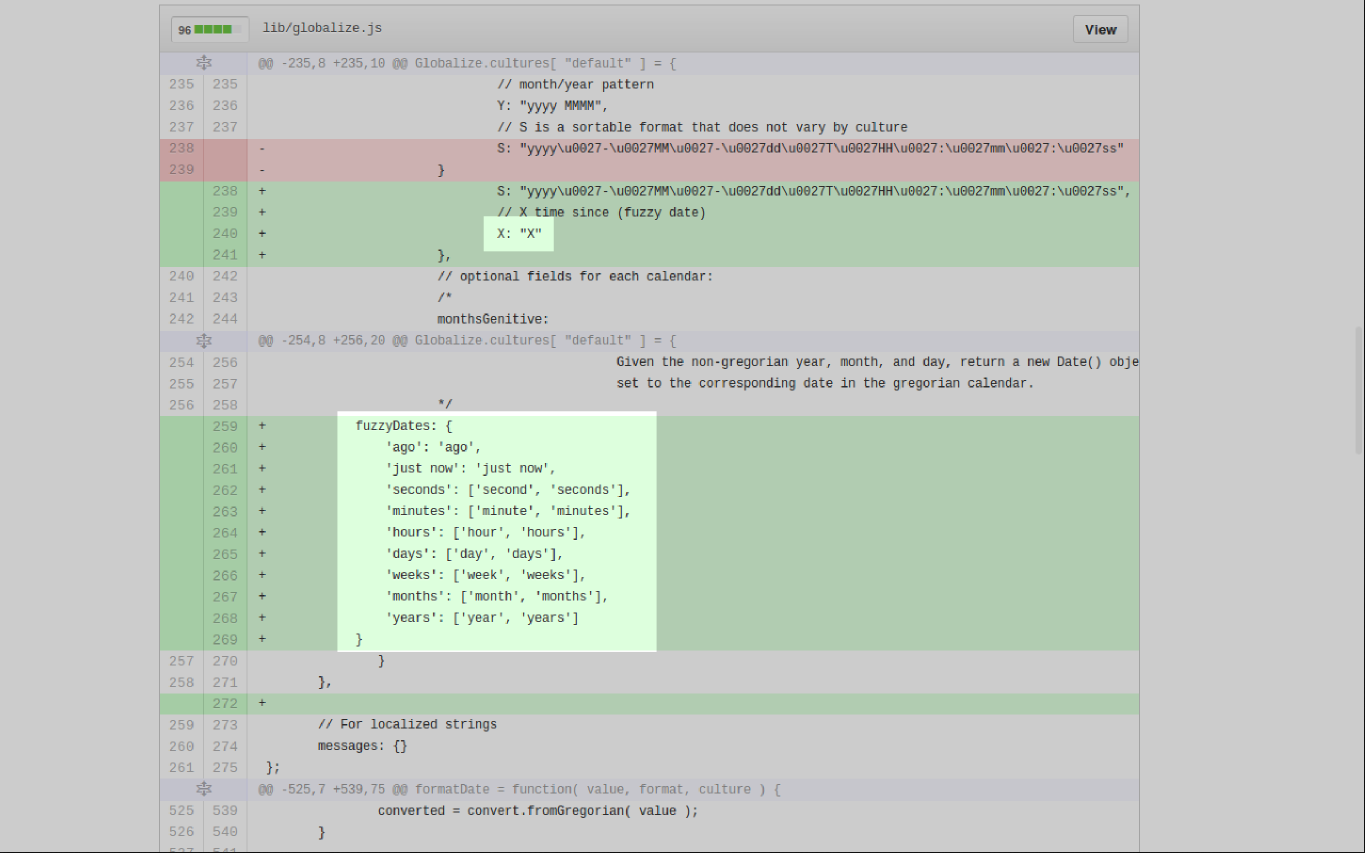 96 lib/globalize.js View
@@ -235,8 +235,10 @@ Globalize.cultures[ "default" ] = {
235 235 // month/year pattern
236 236 Y: "yyyy MMMM",
237 237 // S is a sortable format that does not vary by culture
238 - S: "yyyy\u0027-\u0027MM\u0027-\u0027dd\u0027T\u0027HH\u0027:\u0027mm\u0027:\u0027ss"
239 - }
238 + S: "yyyy\u0027-\u0027MM\u0027-\u0027dd\u0027T\u0027HH\u0027:\u0027mm\u0027:\u0027ss",
239 + // X time since (fuzzy date)
240 + X: "X"
241 + },
240 242 // optional fields for each calendar:
241 243 /*
242 244 monthsGenitive:
@@ -254,8 +256,20 @@ Globalize.cultures[ "default" ] = {
254 256 Given the non-gregorian year, month, and day, return a new Date() obje
255 257 set to the corresponding date in the gregorian calendar.
256 258 */
259 + fuzzyDates: {
260 + 'ago': 'ago',
261 + 'just now': 'just now',
262 + 'seconds': ['second', 'seconds'],
263 + 'minutes': ['minute', 'minutes'],
264 + 'hours': ['hour', 'hours'],
265 + 'days': ['day', 'days'],
266 + 'weeks': ['week', 'weeks'],
267 + 'months': ['month', 'months'],
268 + 'years': ['year', 'years']
269 + }
257 270 }
258 271 },
272 +
259 273 // For localized strings
260 274 messages: {}
261 275 };
@@ -525,7 +539,75 @@ formatDate = function( value, format, culture ) {
525 539 converted = convert.fromGregorian( value );
526 540 }